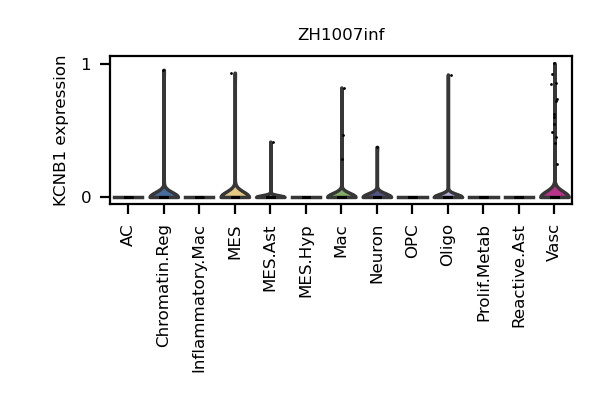 ZH1007inf
KCNB1 expression
1
0
AC
Chromatin.Reg
Inflammatory.Mac
MES
MES.Ast
MES.Hyp
Mac
Neuron
OPC
Oligo
Prolif.Metab
Reactive.Ast
Vasc